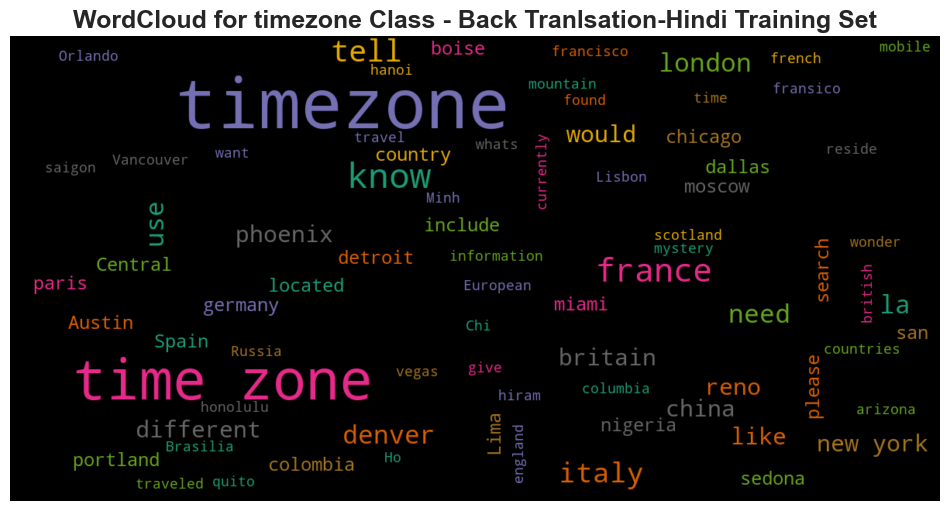 WordCloud for timezone Class - Back Tranlsation-Hindi Training Set
Orlando
tell
boise
francisco
mobile
hanoi
london
french
mountain
timezone
found
time
fransico
travel
would
chicago
whats
currently
want
country
reside
saigon
Vancouver
know
dallas
Lisbon
moscow
Minh
use
include
phoenix
scotland
mystery
wonder
Central
detroit
information
search
france
paris
located
European
british
germany
miami
la
need
Austin
Chi
san
Spain
Russia
britain
countries
time zone
vegas
give
please
hiram
columbia
reno
honolulu
china
arizona
different
nigeria
Brasilia
denver
Lima
england
like
new york
portland
colombia
Ho
italy
sedona
traveled
quito